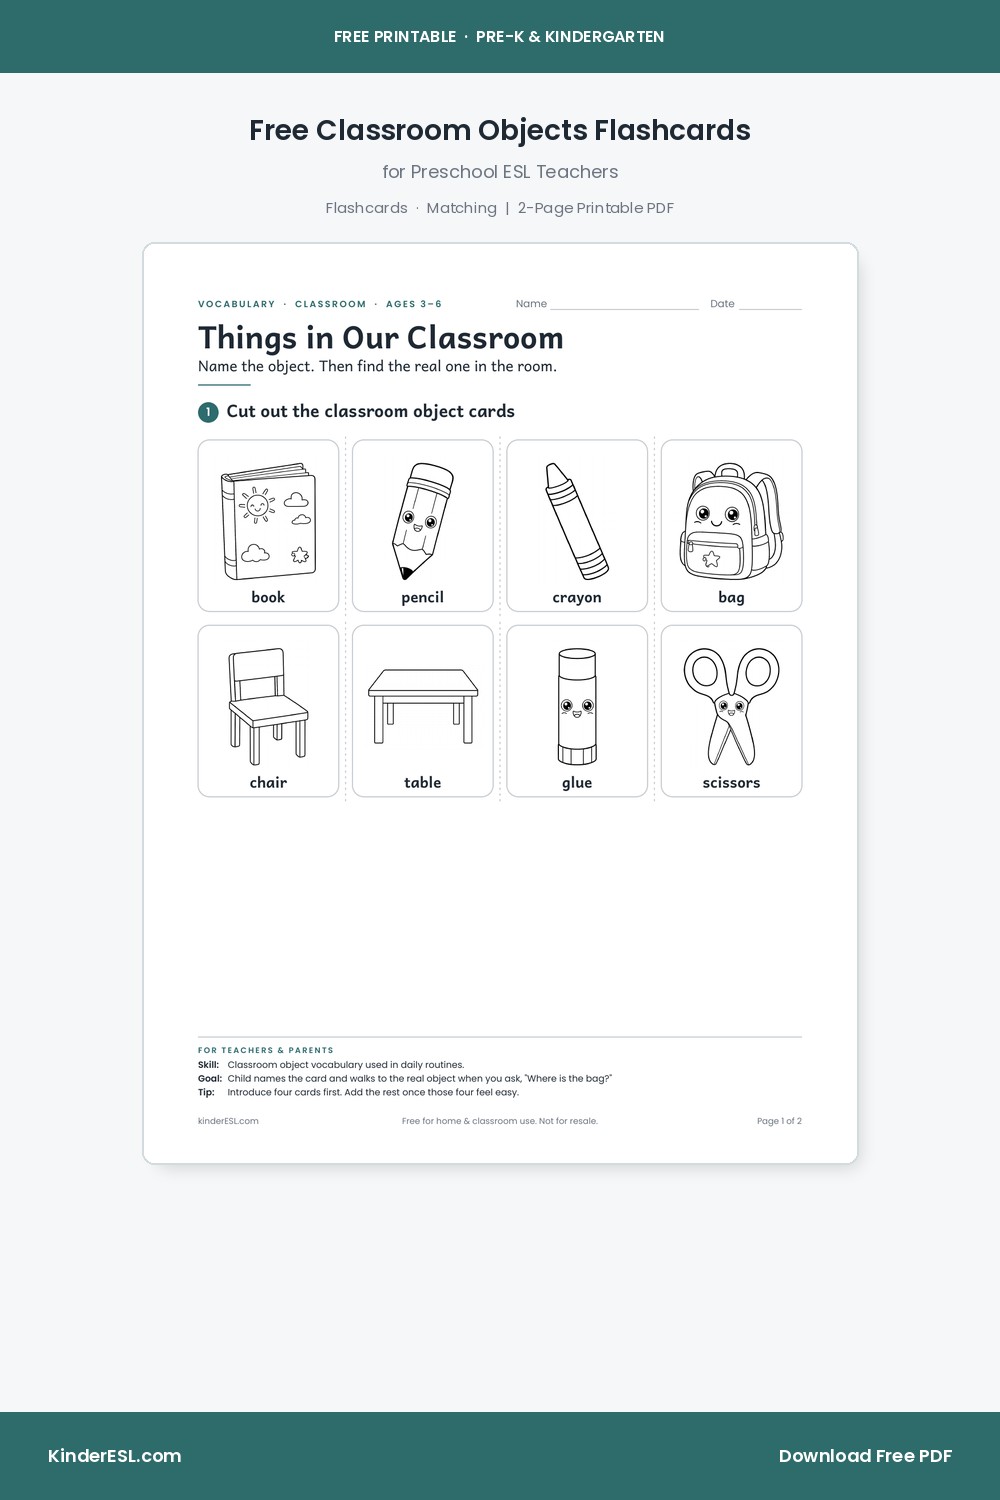 FREE PRINTABLE · PRE-K & KINDERGARTEN
Free Classroom Objects Flashcards
for Preschool ESL Teachers
Flashcards · Matching | 2-Page Printable PDF
VOCABULARY · CLASSROOM · AGES 3–6
Name Date
Things in Our Classroom
Name the object. Then find the real one in the room.
1 Cut out the classroom object cards
book pencil crayon bag
chair table glue scissors
FOR TEACHERS & PARENTS
Skill: Classroom object vocabulary used in daily routines.
Goal: Child names the card and walks to the real object when you ask, "Where is the bag?"
Tip: Introduce four cards first. Add the rest once those four feel easy.
kinderESL.com Free for home & classroom use. Not for resale. Page 1 of 2
KinderESL.com Download Free PDF